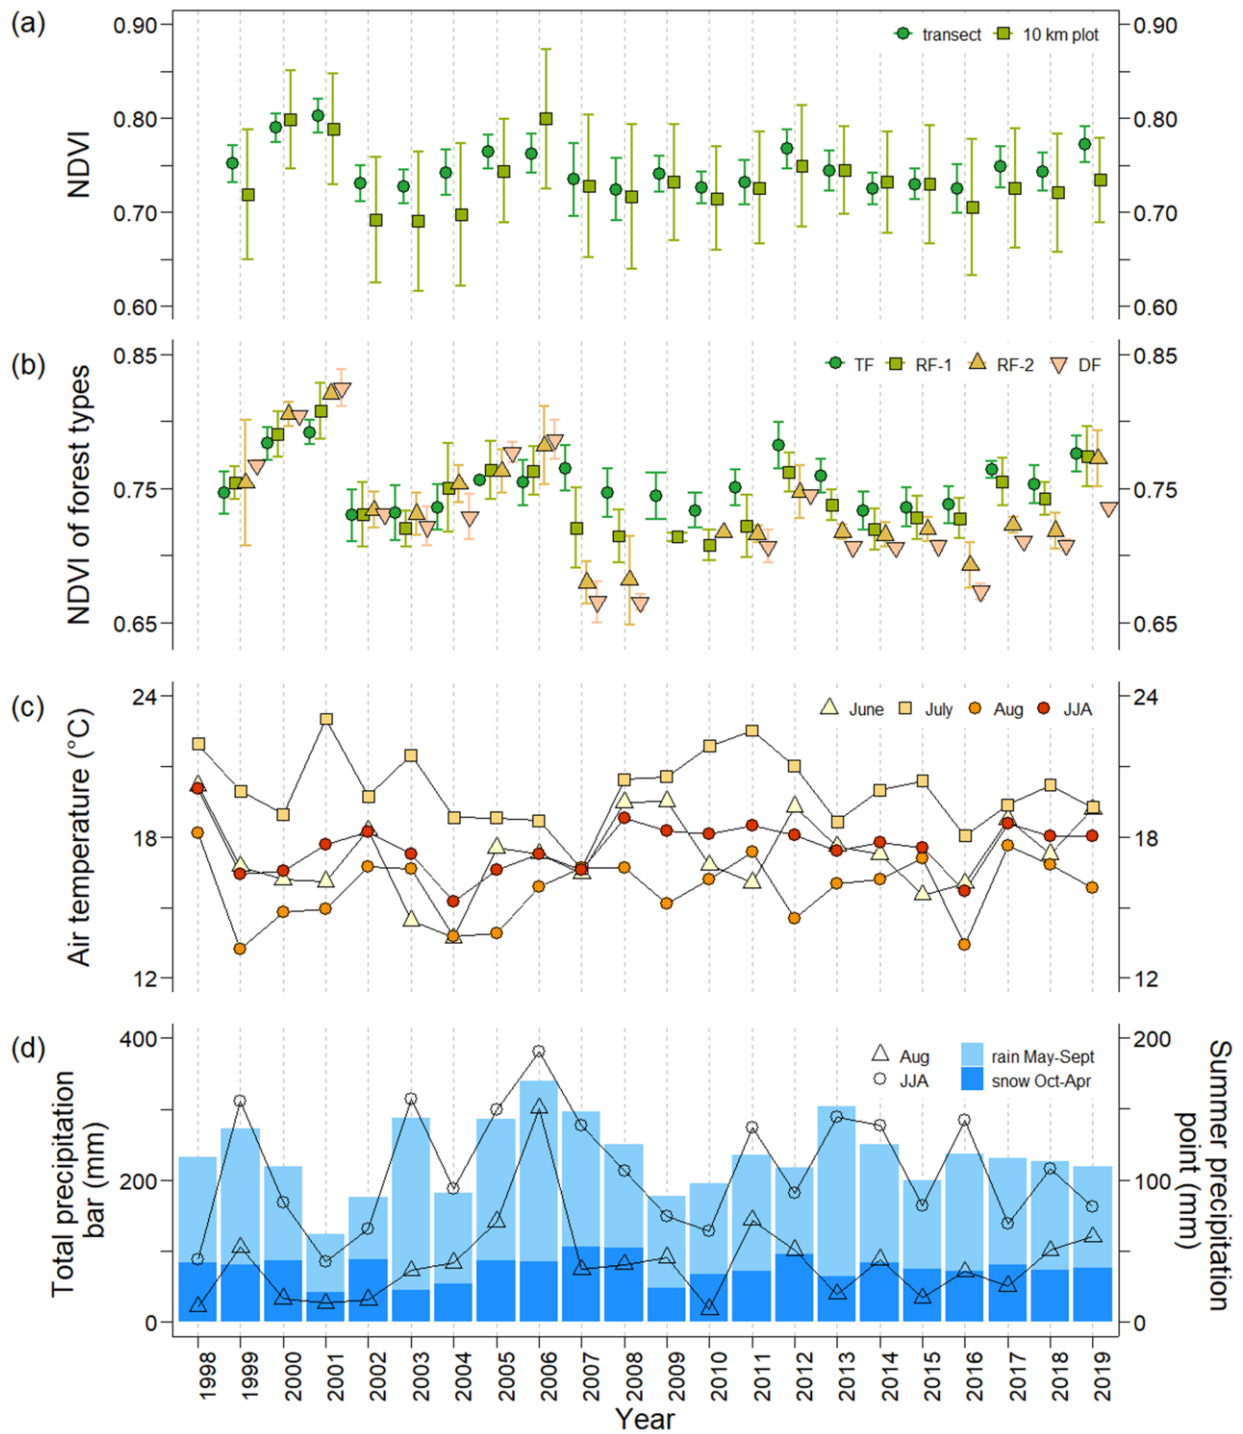 (a)
NDVI
0.90
0.80
0.70
0.60
transect
10 km plot
0.90
0.80
0.70
0.60
(b)
NDVI of forest types
0.85
0.75
0.65
TF
RF-1
RF-2
DF
0.85
0.75
0.65
(c)
Air temperature (°C)
24
18
12
June
July
Aug
JJA
24
18
12
(d)
Total precipitation
bar (mm)
400
200
0
Aug
JJA
rain May-Sept
snow Oct-Apr
200
100
0
Summer precipitation
point (mm)
1998
1999
2000
2001
2002
2003
2004
2005
2006
2007
2008
2009
2010
2011
2012
2013
2014
2015
2016
2017
2018
2019
Year